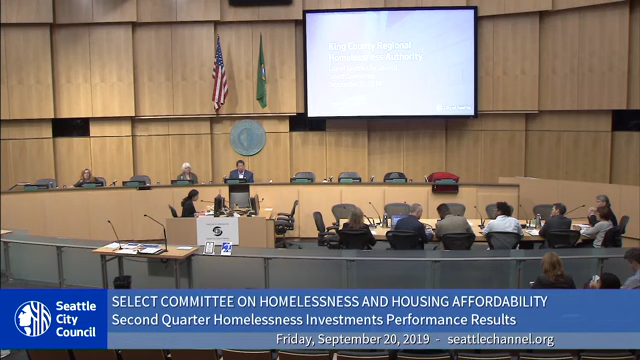 King County Regional
Homelessness Authority
Seattle
City
Council
SELECT COMMITTEE ON HOMELESSNESS AND HOUSING AFFORDABILITY
Second Quarter Homelessness Investments Performance Results
Friday, September 20, 2019 - seattlechannel.org